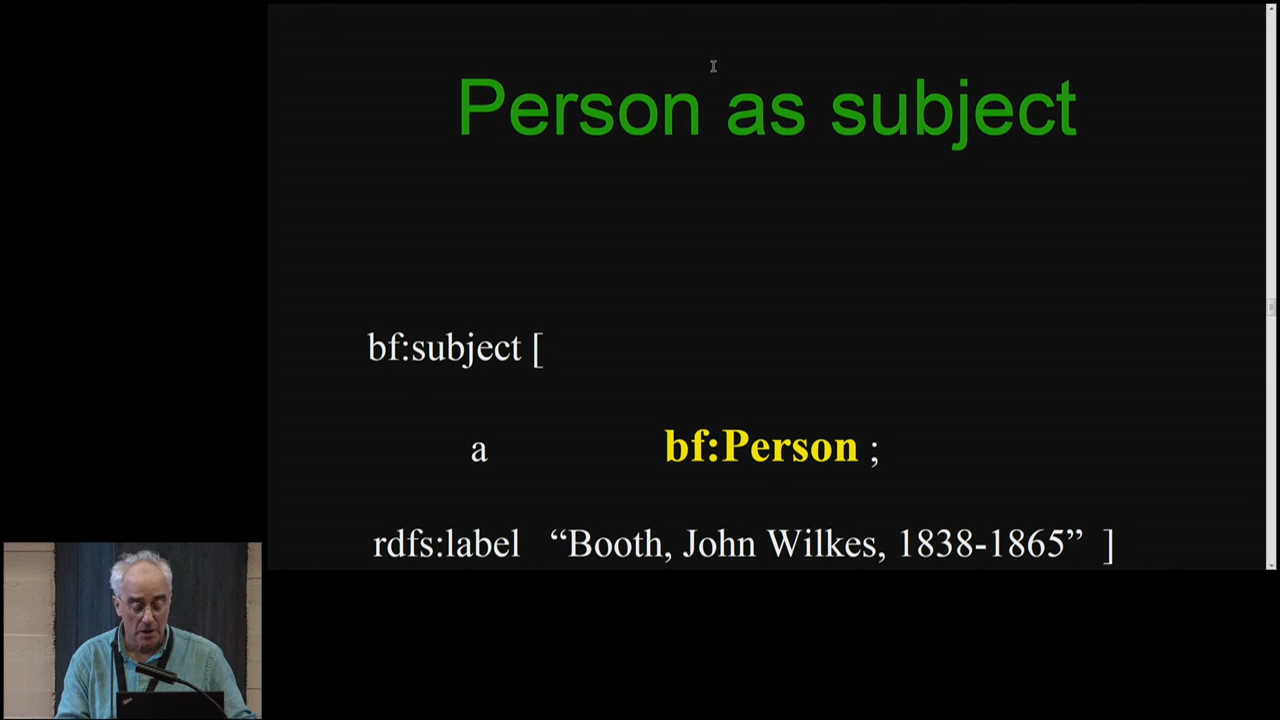 Person as subject
bf:subject [
a bf:Person ;
rdfs:label “Booth, John Wilkes, 1838-1865” ]